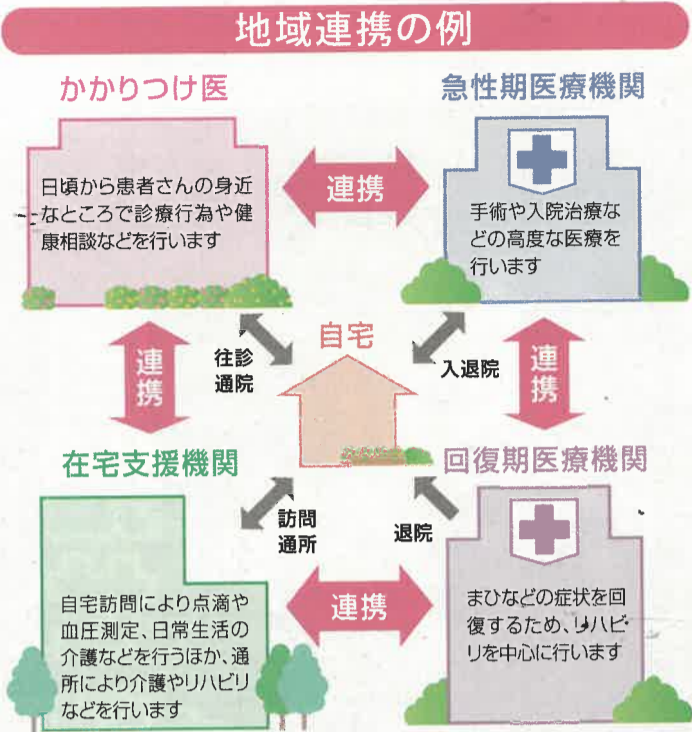 地域連携の例
かかりつけ医
急性期医療機関
日頃から患者さんの身近
なところで診療行為や健
康相談などを行います
連携
手術や入院治療な
どの高度な医療を
行います
自宅
往診
通院
入退院
連携
連携
在宅支援機関
回復期医療機関
訪問
通所
退院
自宅訪問により点滴や
血圧測定、日常生活の
介護などを行うほか、通
所により介護やリハビリ
などを行います
連携
まひなどの症状を回
復するため、リハビ
リを中心に行います